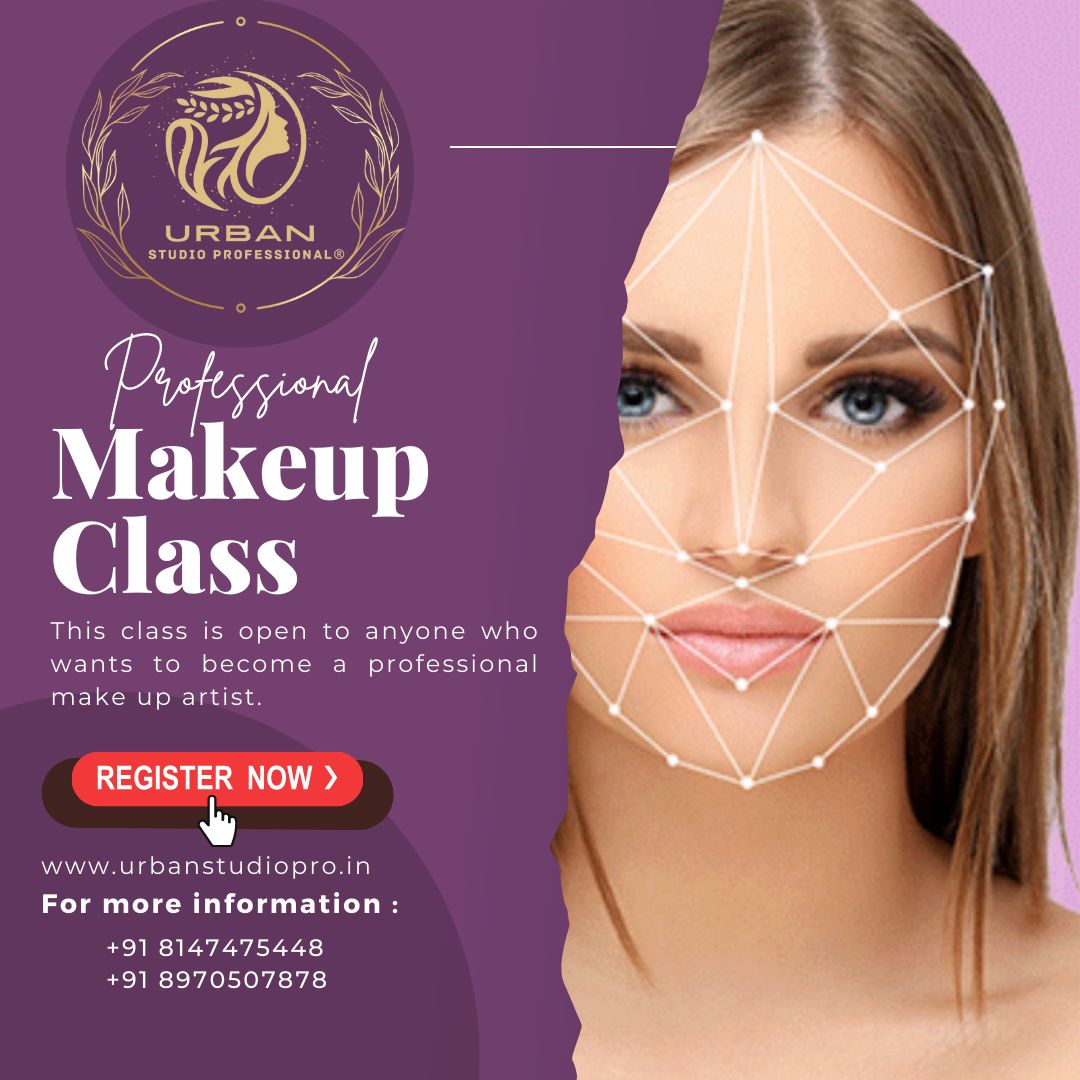 URBAN
STUDIO PROFESSIONAL®
Professional
Makeup
Class
This class is open to anyone who
wants to become a professional
make up artist.
REGISTER NOW ❯
www.urbanstudiopro.in
For more information :
+91 8147475448
+91 8970507878